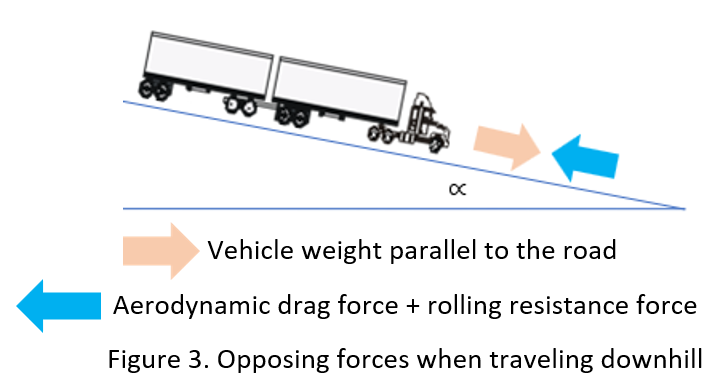 ∝
Vehicle weight parallel to the road
Aerodynamic drag force + rolling resistance force
Figure 3. Opposing forces when traveling downhill